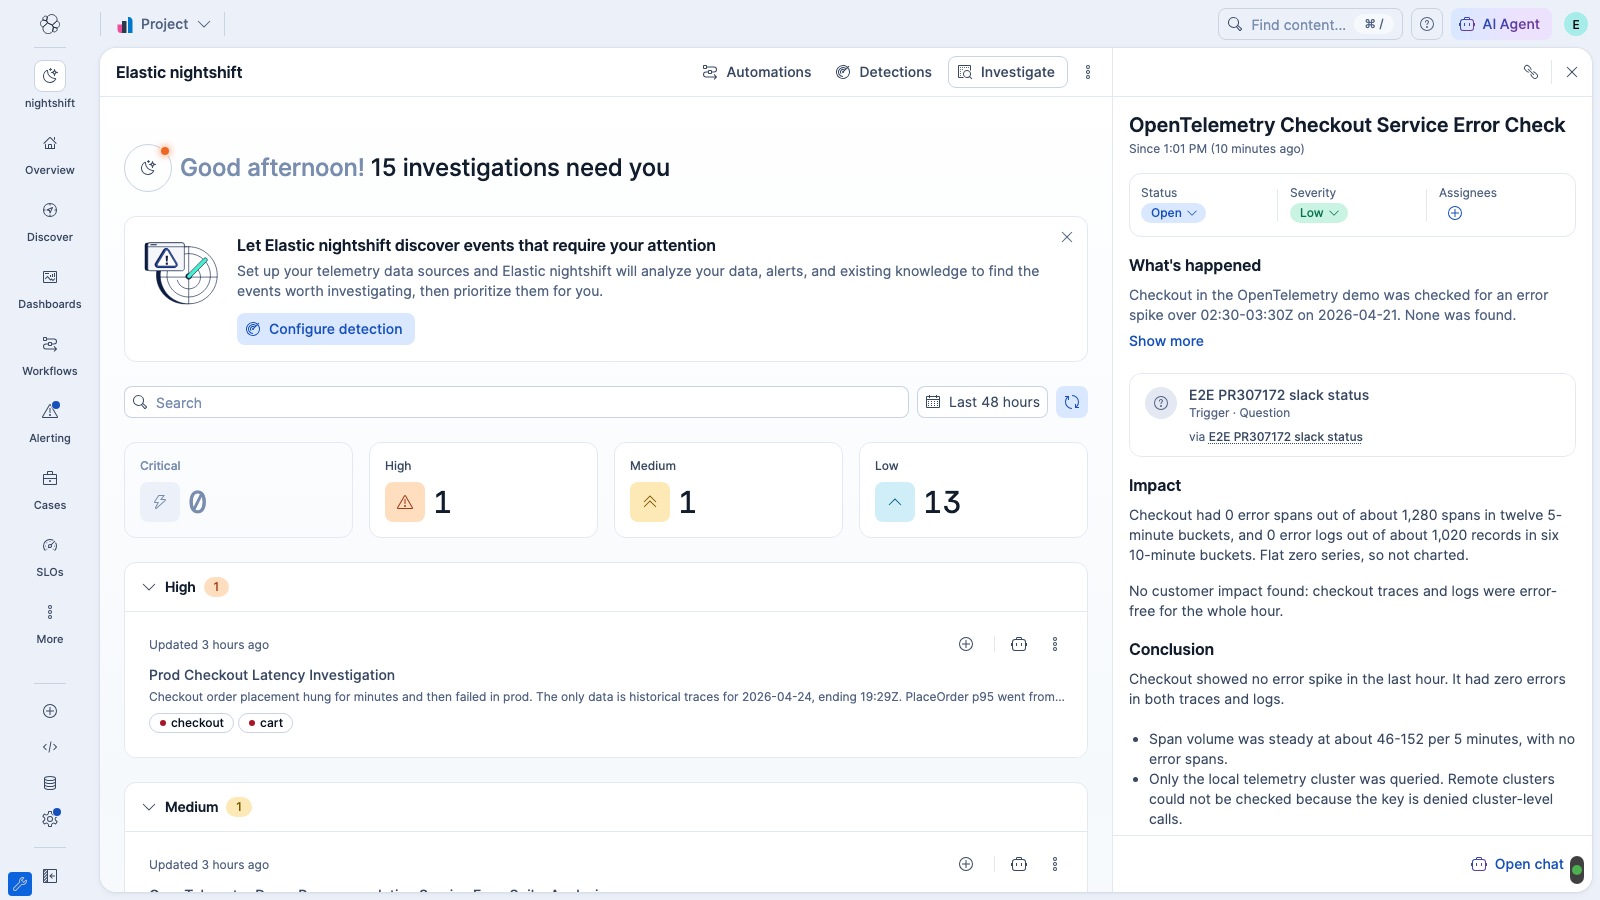 Project
Find content...
⌘ /
AI Agent
E
nightshift
Overview
Discover
Dashboards
Workflows
Alerting
Cases
SLOs
More
Elastic nightshift
Automations
Detections
Investigate
Good afternoon! 15 investigations need you
Let Elastic nightshift discover events that require your attention
Set up your telemetry data sources and Elastic nightshift will analyze your data, alerts, and existing knowledge to find the
events worth investigating, then prioritize them for you.
Configure detection
Search
Last 48 hours
Critical
0
High
1
Medium
1
Low
13
High 1
Updated 3 hours ago
Prod Checkout Latency Investigation
Checkout order placement hung for minutes and then failed in prod. The only data is historical traces for 2026-04-24, ending 19:29Z. PlaceOrder p95 went from...
checkout
cart
Medium 1
Updated 3 hours ago
OpenTelemetry Checkout Service Error Check
Since 1:01 PM (10 minutes ago)
Status
Open
Severity
Low
Assignees
What's happened
Checkout in the OpenTelemetry demo was checked for an error
spike over 02:30-03:30Z on 2026-04-21. None was found.
Show more
E2E PR307172 slack status
Trigger · Question
via E2E PR307172 slack status
Impact
Checkout had 0 error spans out of about 1,280 spans in twelve 5-
minute buckets, and 0 error logs out of about 1,020 records in six
10-minute buckets. Flat zero series, so not charted.
No customer impact found: checkout traces and logs were error-
free for the whole hour.
Conclusion
Checkout showed no error spike in the last hour. It had zero errors
in both traces and logs.
• Span volume was steady at about 46-152 per 5 minutes, with no
error spans.
• Only the local telemetry cluster was queried. Remote clusters
could not be checked because the key is denied cluster-level
calls.
Open chat